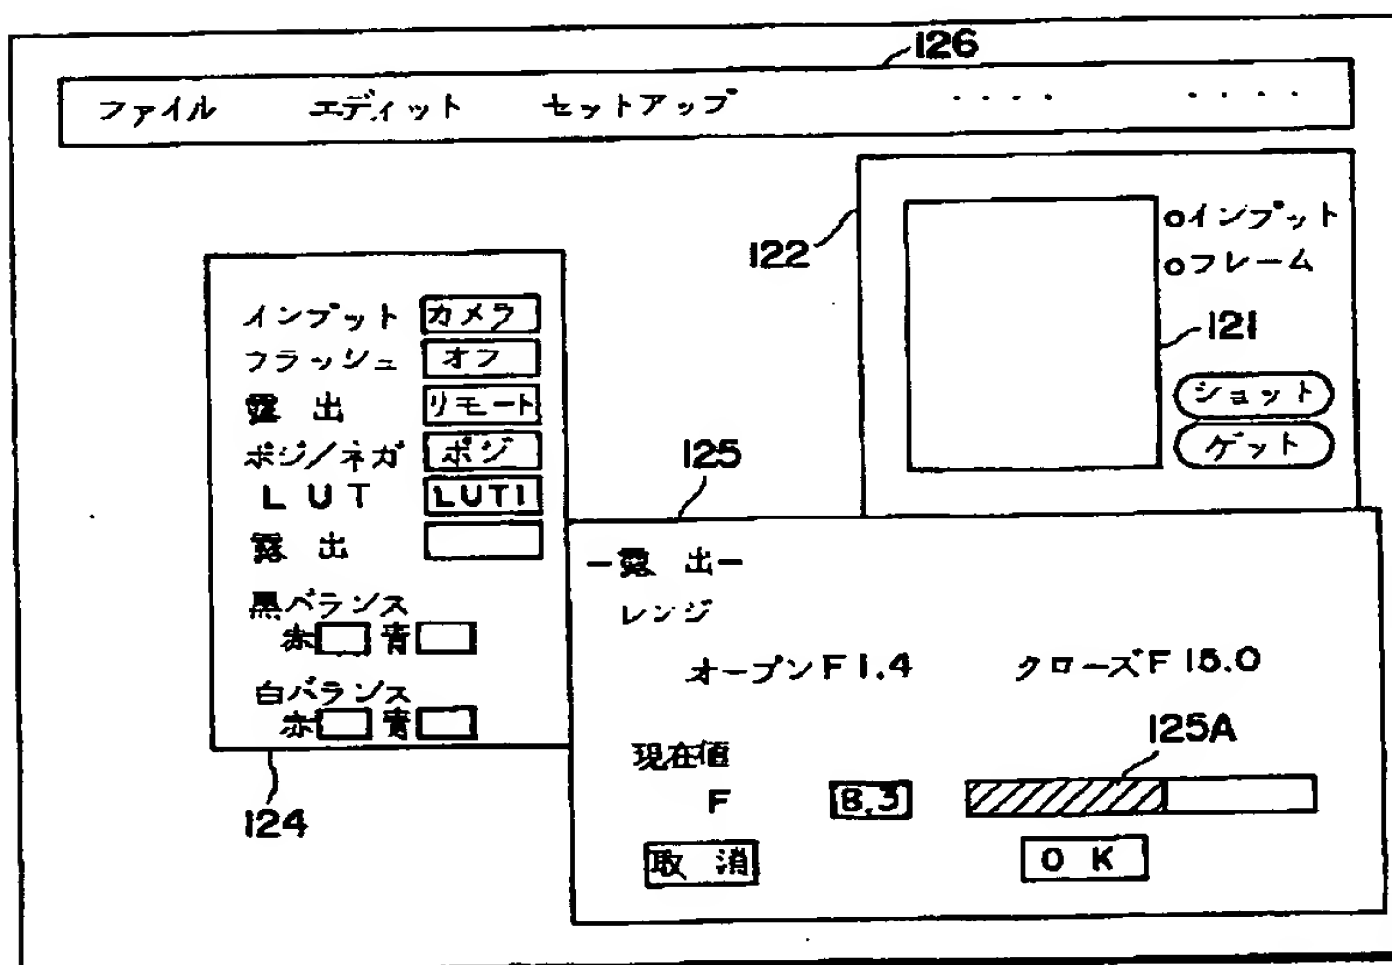 126
ファイル エディット セットアップ ・・・・ ・・・・
122
○インプット
○フレーム
121
ショット
ゲット
インプット カメラ
フラッシュ オフ
露出 リモート
ポジ/ネガ ポジ
LUT LUT1
露出
黒バランス
赤 青
白バランス
赤 青
124
125
-露出-
レンジ
オープンF1.4 クローズF15.0
125A
現在値
F 8.3
取消 OK